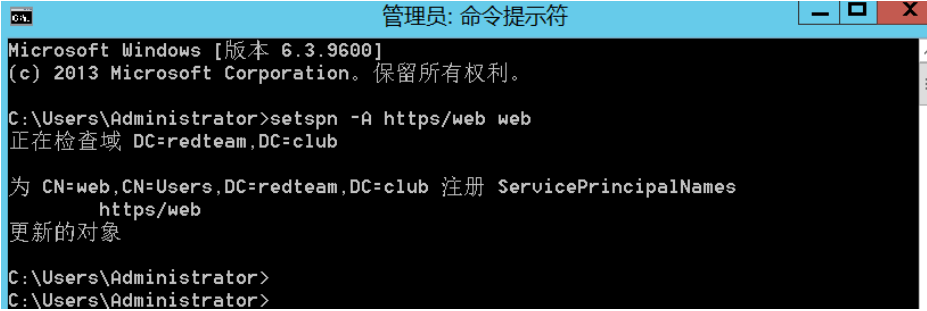 管理员: 命令提示符
Microsoft Windows [版本 6.3.9600]
(c) 2013 Microsoft Corporation。保留所有权利。
C:\Users\Administrator>setspn -A https/web web
正在检查域 DC=redteam,DC=club
为 CN=web,CN=Users,DC=redteam,DC=club 注册 ServicePrincipalNames
https/web
更新的对象
C:\Users\Administrator>
C:\Users\Administrator>